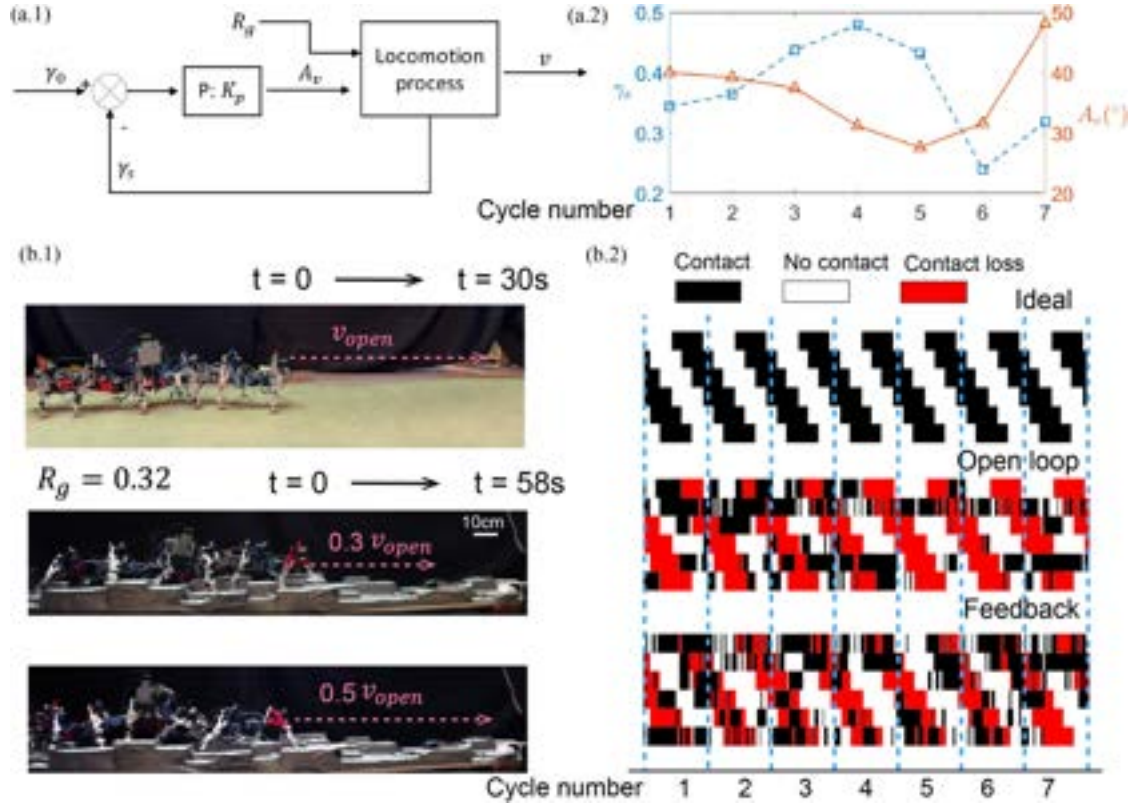 (a.1)
R_g
γ_0
+
-
P: K_p
A_v
Locomotion
process
v
γ_s
(a.2)
0.5
0.4
0.3
0.2
γ_s
50
40
30
20
A_v(°)
Cycle number
1 2 3 4 5 6 7
(b.1)
t = 0 t = 30s
v_open
R_g = 0.32 t = 0 t = 58s
10cm
0.3 v_open
0.5 v_open
(b.2)
Contact No contact Contact loss
Ideal
Open loop
Feedback
Cycle number 1 2 3 4 5 6 7